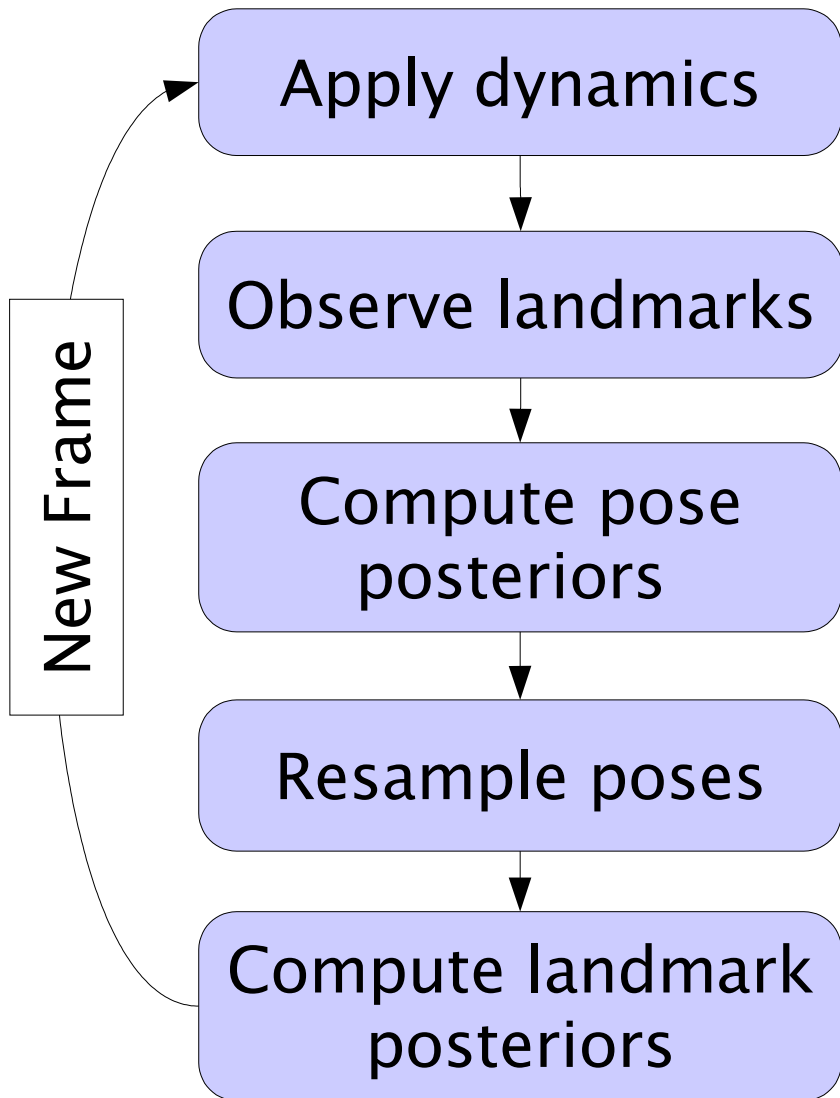 Apply dynamics
Observe landmarks
Compute pose
posteriors
Resample poses
Compute landmark
posteriors
New Frame